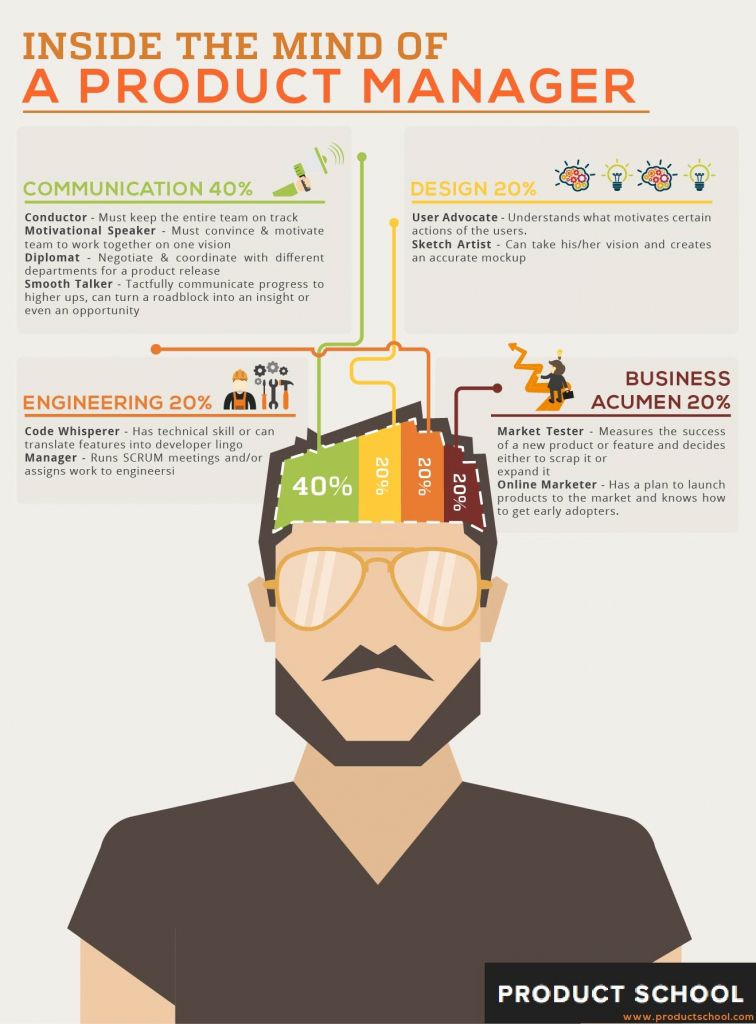 INSIDE THE MIND OF
A PRODUCT MANAGER
COMMUNICATION 40%
Conductor - Must keep the entire team on track
Motivational Speaker - Must convince & motivate
team to work together on one vision
Diplomat - Negotiate & coordinate with different
departments for a product release
Smooth Talker - Tactfully communicate progress to
higher ups, can turn a roadblock into an insight or
even an opportunity
DESIGN 20%
User Advocate - Understands what motivates certain
actions of the users.
Sketch Artist - Can take his/her vision and creates
an accurate mockup
ENGINEERING 20%
Code Whisperer - Has technical skill or can
translate features into developer lingo
Manager - Runs SCRUM meetings and/or
assigns work to engineersi
BUSINESS
ACUMEN 20%
Market Tester - Measures the success
of a new product or feature and decides
either to scrap it or
expand it
Online Marketer - Has a plan to launch
products to the market and knows how
to get early adopters.
40%
20%
20%
20%
PRODUCT SCHOOL
www.productschool.com